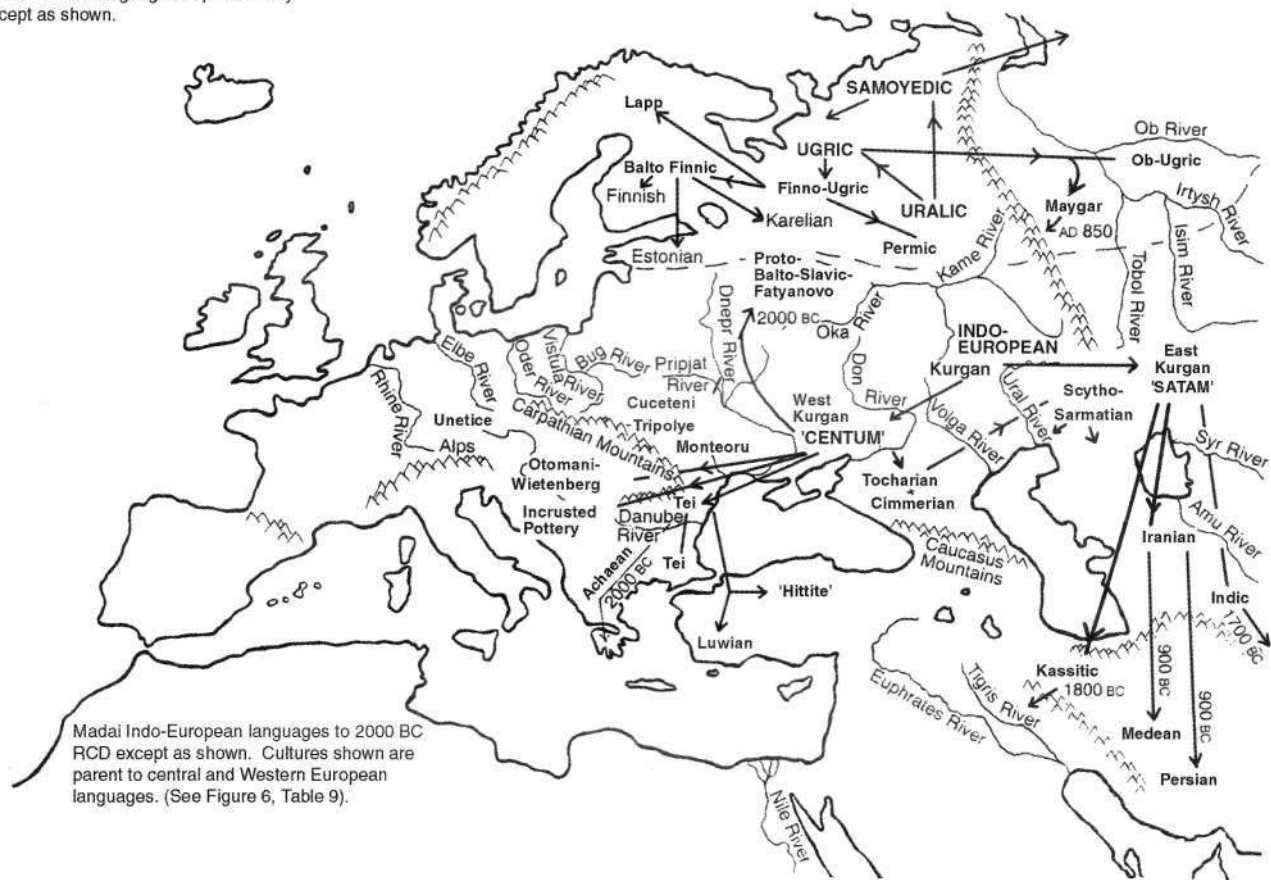 cept as shown.
SAMOYEDIC
Lapp
Ob River
UGRIC
Ob-Ugric
Balto Finnic
Finnish
Finno-Ugric
Irtysh River
Maygar
AD 850
URALIC
Karelian
Isim River
Permic
Kame River
Estonian
Proto-
Balto-Slavic-
Fatyanovo
2000 BC
Tobol River
Dnepr River
Oka River
INDO-
EUROPEAN
Kurgan
East
Kurgan
'SATAM'
Elbe River
Oder River
Vistula River
Bug River
Pripjat
River
Don
River
Rhine River
Cuceteni
Tripolye
West
Kurgan
'CENTUM'
Volga River
Ural River
Scytho-
Sarmatian
Unetice
Carpathian Mountains
Alps
Monteoru
Syr River
Otomani-
Wietenberg
Tocharian
Cimmerian
Incrusted
Pottery
Tei
Danube
River
Amu River
Iranian
Caucasus
Mountains
Achaean
2000 BC
Tei
'Hittite'
Indic
1700 BC
Luwian
Kassitic
1800 BC
900 BC
900 BC
Euphrates River
Tigris River
Medean
Persian
Madai Indo-European languages to 2000 BC
RCD except as shown. Cultures shown are
parent to central and Western European
languages. (See Figure 6, Table 9).
Nile River